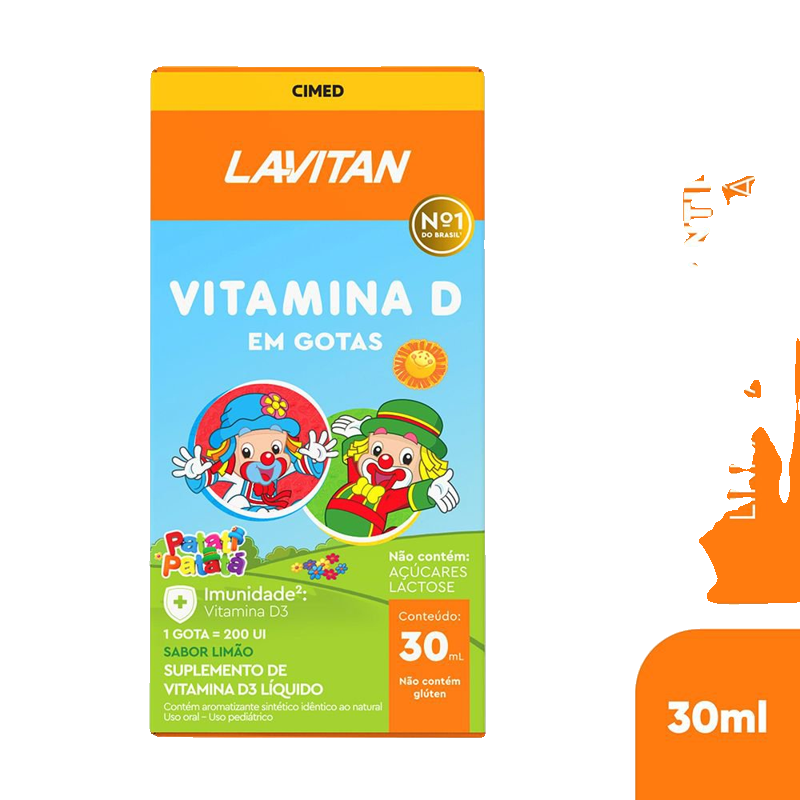 CIMED
LAVITAN
Nº1
DO BRASIL¹
VITAMINA D
EM GOTAS
Patati
Patatá
Não contém:
AÇÚCARES
LACTOSE
Imunidade²:
Vitamina D3
1 GOTA = 200 UI
SABOR LIMÃO
SUPLEMENTO DE
VITAMINA D3 LÍQUIDO
Contém aromatizante sintético idêntico ao natural
Uso oral – Uso pediátrico
Conteúdo:
30 mL
Não contém
glúten
30ml